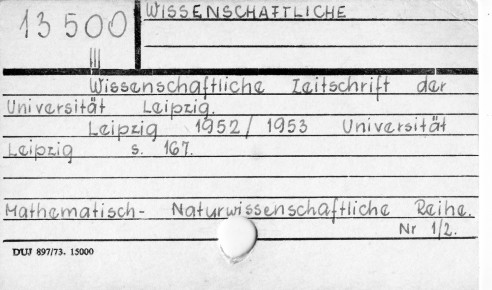 13 500
III
WISSENSCHAFTLICHE
Wissenschaftliche Zeitschrift der
Universität Leipzig.
Leipzig 1952/1953 Universität
Leipzig s. 167.
Mathematisch- Naturwissenschaftliche Reihe.
Nr 1/2.
DUJ 897/73. 15000